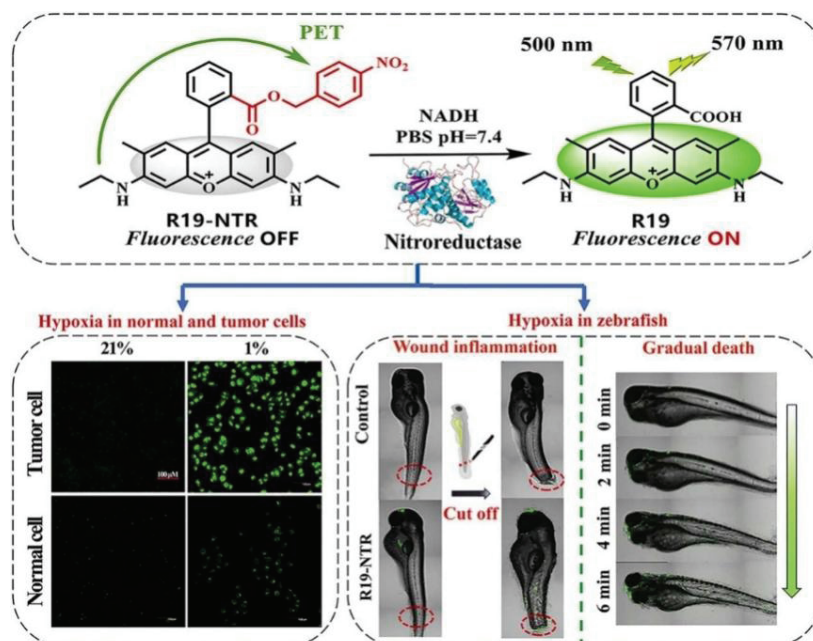 PET
NO₂
O
O
N
H
O
+
N
H
R19-NTR
Fluorescence OFF
NADH
PBS pH=7.4
Nitroreductase
500 nm
570 nm
COOH
N
H
O
+
N
H
R19
Fluorescence ON
Hypoxia in normal and tumor cells
21%
1%
Tumor cell
100 μM
Normal cell
Hypoxia in zebrafish
Wound inflammation
Control
Cut off
R19-NTR
Gradual death
0 min
2 min
4 min
6 min